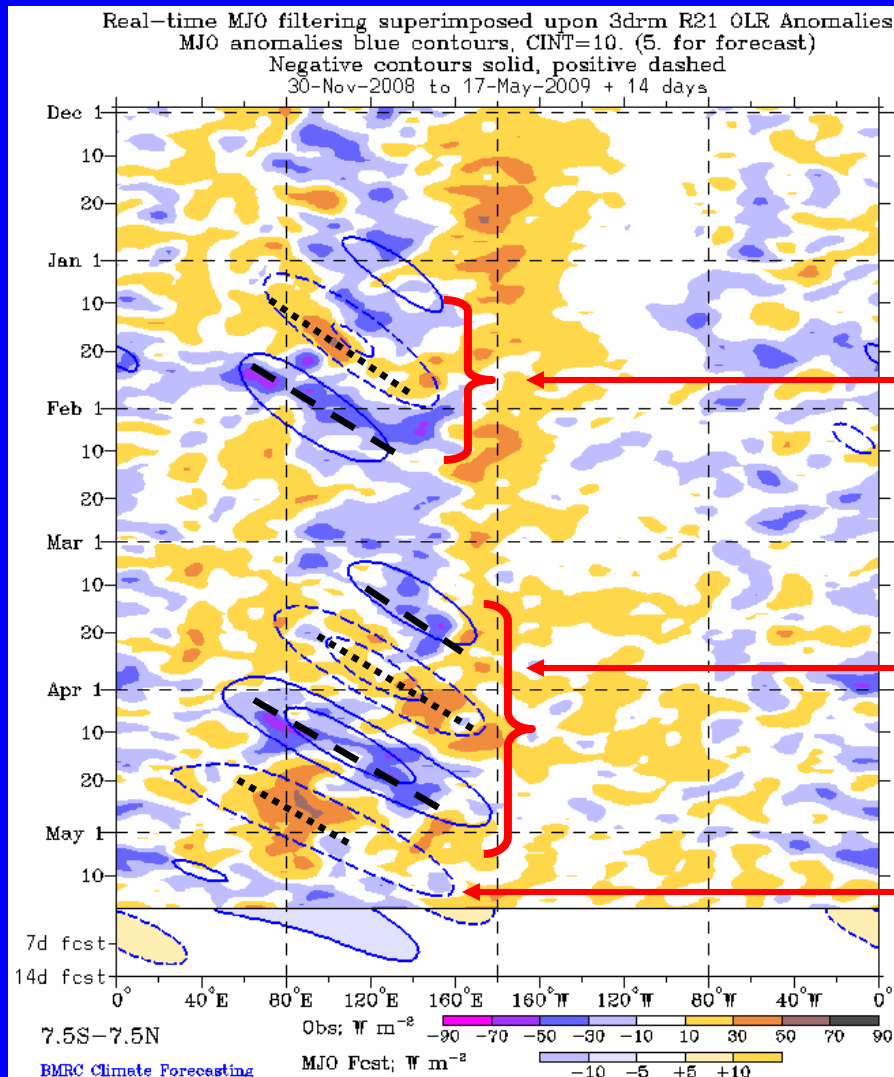 Real-time MJO filtering superimposed upon 3drm R21 OLR Anomalies
MJO anomalies blue contours, CINT=10. (5. for forecast)
Negative contours solid, positive dashed
30-Nov-2008 to 17-May-2009 + 14 days
Dec 1
10
20
Jan 1
10
20
Feb 1
10
20
Mar 1
10
20
Apr 1
10
20
May 1
10
7d fcst
14d fcst
0° 40°E 80°E 120°E 160°E 160°W 120°W 80°W 40°W 0°
7.5S-7.5N
Obs; W m⁻²
-90 -70 -50 -30 -10 10 30 50 70 90
BMRC Climate Forecasting
MJO Fcst; W m⁻²
-10 -5 +5 +10